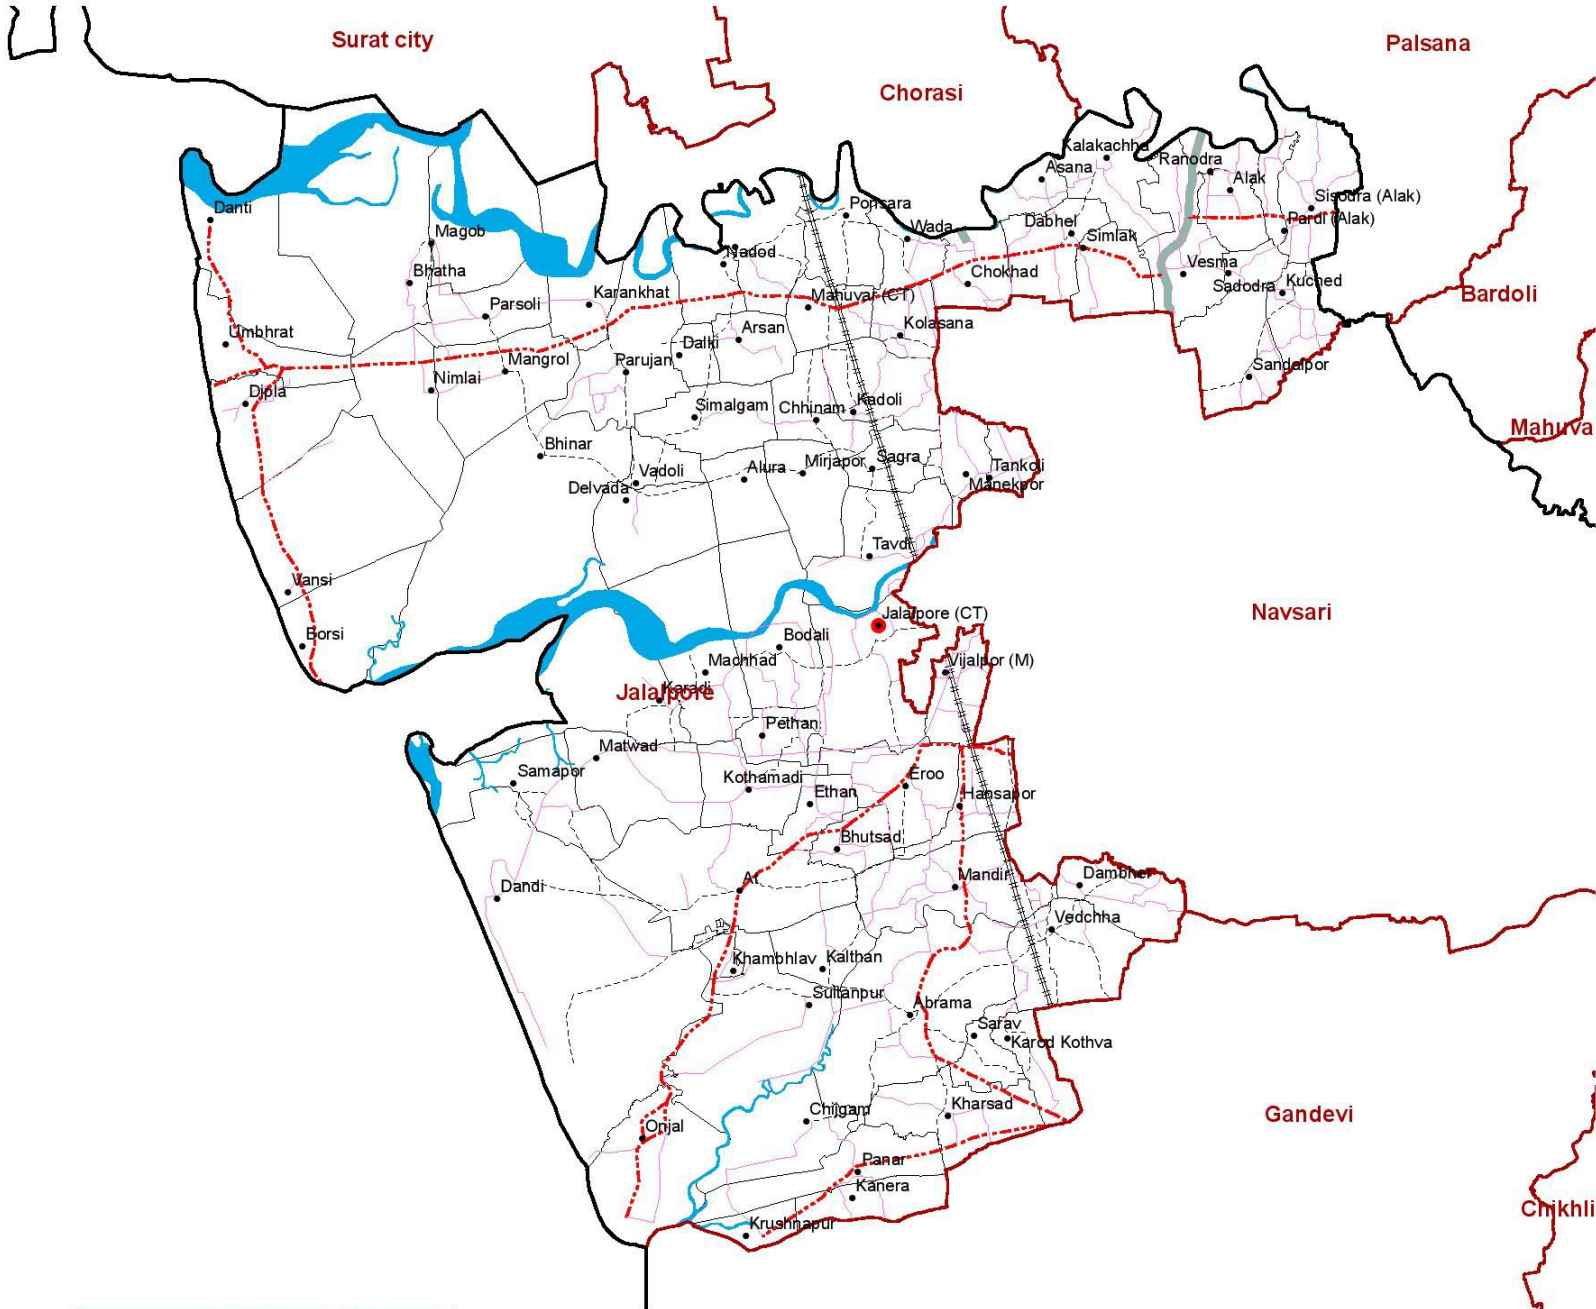 Surat city
Palsana
Chorasi
Kalakachha
Ranodra
Asana
Alak
Sisodra (Alak)
Danti
Ponsara
Pardi (Alak)
Magob
Wada
Dabhel
Simlak
Nadod
Bhatha
Chokhad
Vesma
Sadodra
Kuched
Karankhat
Mahuvar (CT)
Bardoli
Parsoli
Umbhrat
Arsan
Kolasana
Dalki
Mangrol
Parujan
Sandalpor
Nimlai
Dipla
Simalgam
Chhinam
Kadoli
Mahuva
Bhinar
Vadoli
Alura
Mirjapor
Sagra
Tankoli
Manekpor
Delvada
Tavdi
Vansi
Jalalpore (CT)
Navsari
Borsi
Bodali
Machhad
Vijalpor (M)
Karadi
Jalalpore
Pethan
Matwad
Samapor
Kothamadi
Ethan
Eroo
Hansapor
Bhutsad
At
Mandir
Dambher
Dandi
Vedchha
Khambhlav
Kalthan
Sultanpur
Abrama
Sarav
Karod Kothva
Chijgam
Kharsad
Gandevi
Onjal
Panar
Kanera
Krushnapur
Chikhli